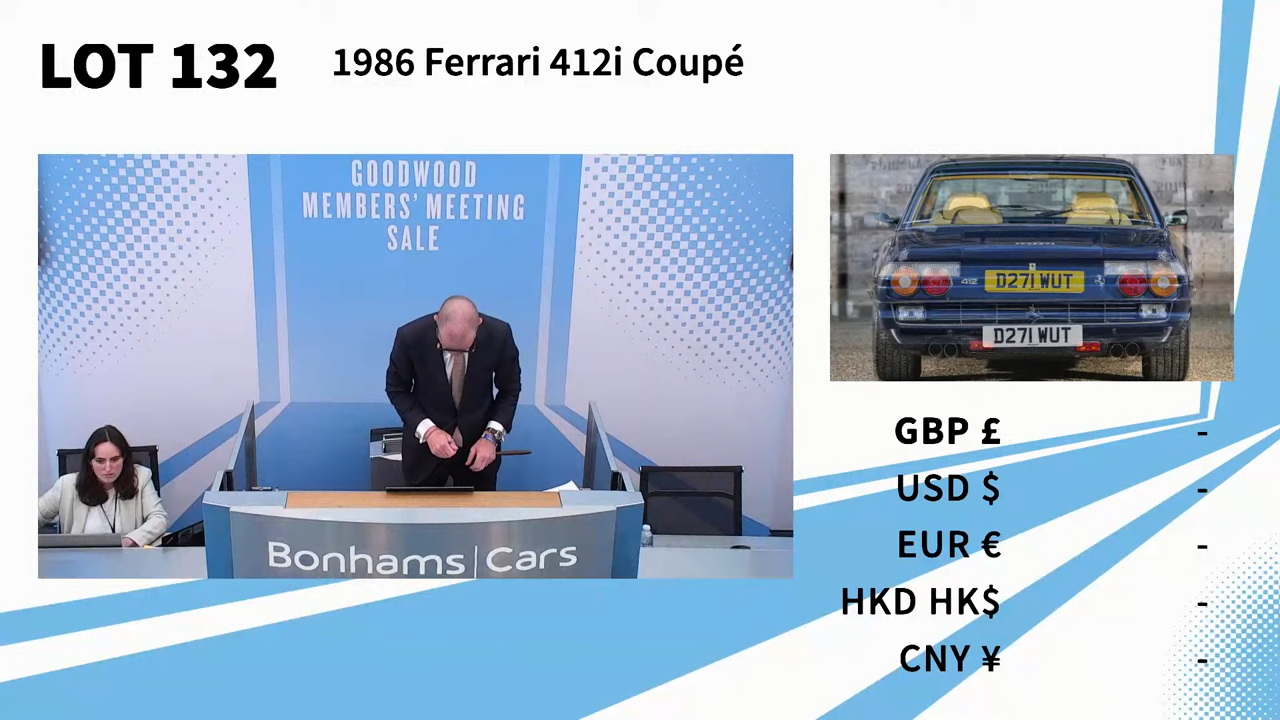 LOT 132
1986 Ferrari 412i Coupé
GOODWOOD
MEMBERS' MEETING
SALE
Bonhams|Cars
412
D271 WUT
D271 WUT
GBP £ -
USD $ -
EUR € -
HKD HK$ -
CNY ¥ -